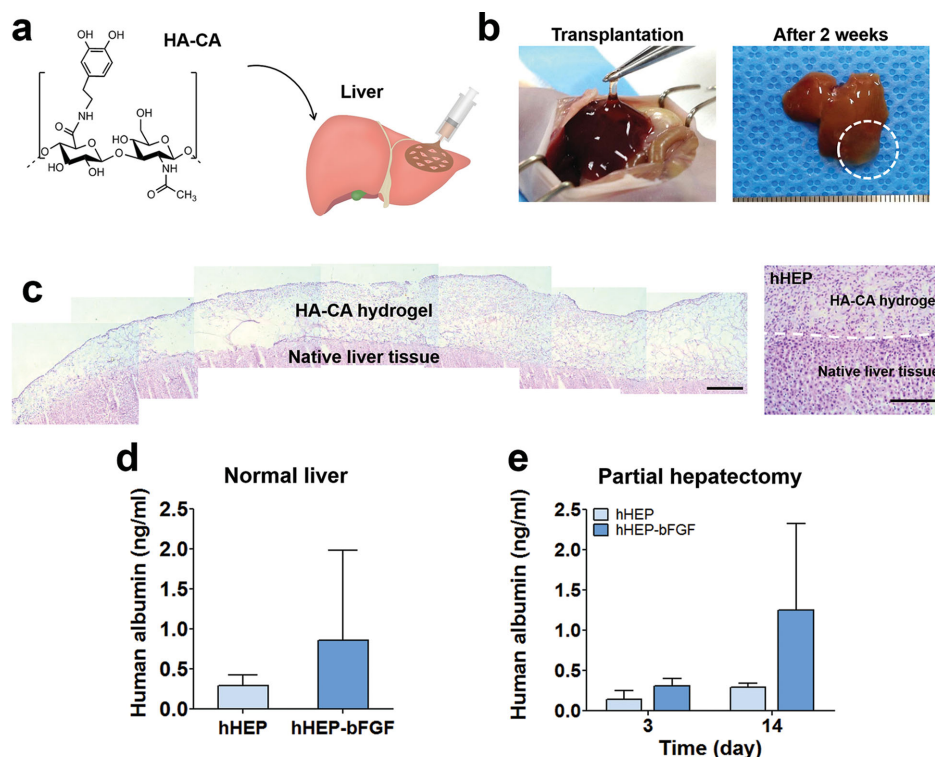 a
HA-CA
OH
OH
NH
O
O
HO
OH
O
HO
HO
O
O
NH
O
CH3
Liver
b
Transplantation
After 2 weeks
c
HA-CA hydrogel
Native liver tissue
hHEP
HA-CA hydrogel
Native liver tissue
d
Normal liver
Human albumin (ng/ml)
2.5
2.0
1.5
1.0
0.5
0.0
hHEP
hHEP-bFGF
e
Partial hepatectomy
Human albumin (ng/ml)
2.5
2.0
1.5
1.0
0.5
0.0
hHEP
hHEP-bFGF
3
14
Time (day)